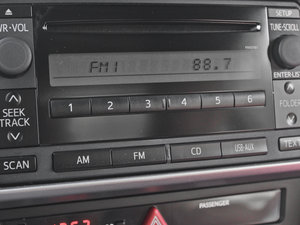 SETUP
PWR•VOL
TUNE•SCROLL
FM1 88.7
ENTER•LIST
1 2 3 4 5 6
SEEK
TRACK
FOLDER
SCAN AM FM CD USB•AUX TEXT
PASSENGER